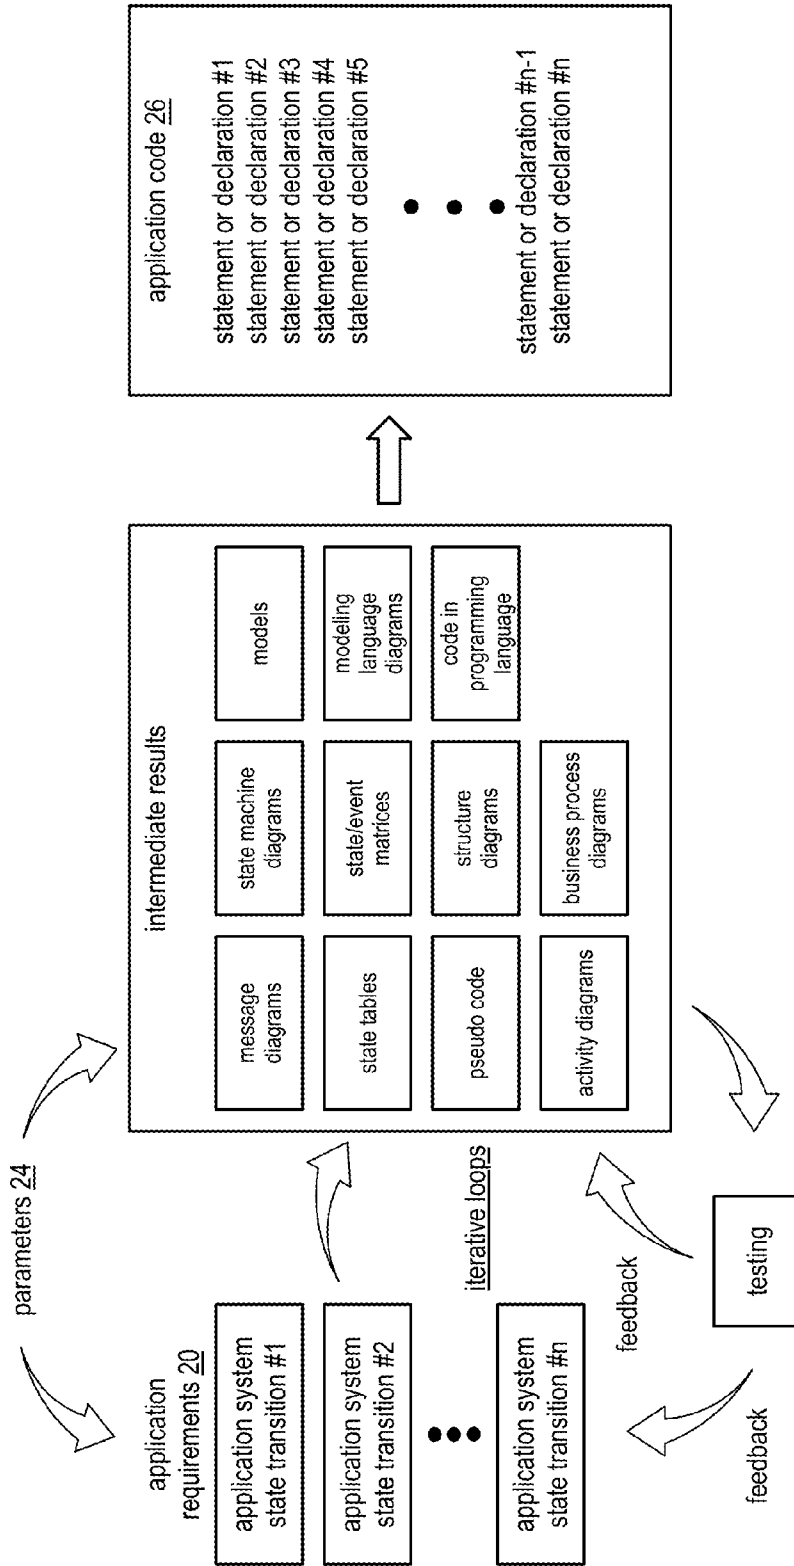 parameters 24
application
requirements 20
application system
state transition #1
application system
state transition #2
application system
state transition #n
iterative loops
feedback
feedback
testing
intermediate results
message
diagrams
state machine
diagrams
models
state tables
state/event
matrices
modeling
language
diagrams
pseudo code
structure
diagrams
code in
programming
language
activity diagrams
business process
diagrams
application code 26
statement or declaration #1
statement or declaration #2
statement or declaration #3
statement or declaration #4
statement or declaration #5
statement or declaration #n-1
statement or declaration #n